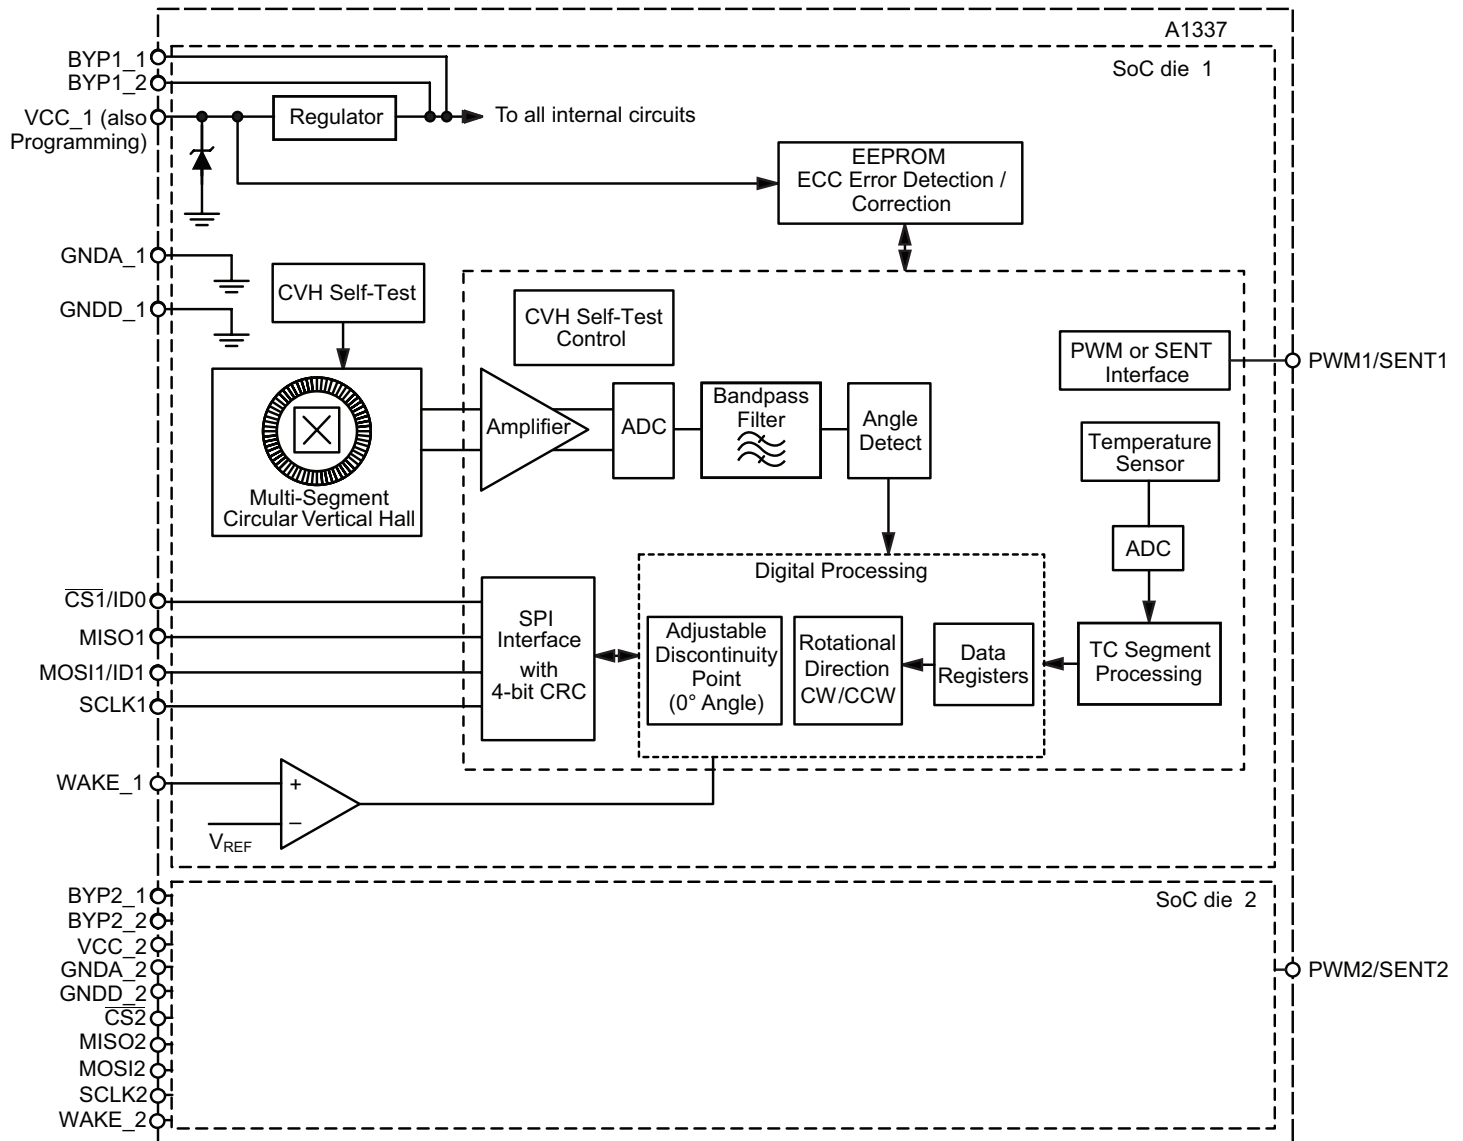 A1337
SoC die 1
BYP1_1
BYP1_2
VCC_1 (also
Programming)
Regulator
To all internal circuits
EEPROM
ECC Error Detection /
Correction
GNDA_1
GNDD_1
CVH Self-Test
CVH Self-Test
Control
PWM or SENT
Interface
PWM1/SENT1
Multi-Segment
Circular Vertical Hall
Amplifier
ADC
Bandpass
Filter
Angle
Detect
Temperature
Sensor
ADC
TC Segment
Processing
Digital Processing
Adjustable
Discontinuity
Point
(0° Angle)
Rotational
Direction
CW/CCW
Data
Registers
SPI
Interface
with
4-bit CRC
C̅S̅1̅/ID0
MISO1
MOSI1/ID1
SCLK1
WAKE_1
+
–
VREF
SoC die 2
BYP2_1
BYP2_2
VCC_2
GNDA_2
GNDD_2
C̅S̅2̅
MISO2
MOSI2
SCLK2
WAKE_2
PWM2/SENT2